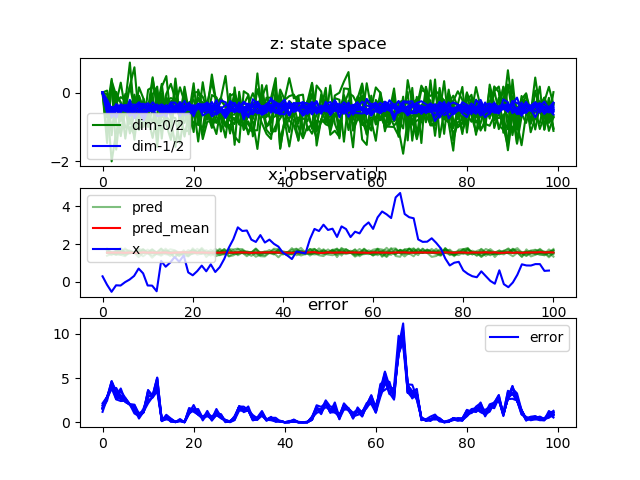 z: state space
0
−2
dim-0/2
dim-1/2
0 20 40 60 80 100
x: observation
4
2
0
pred
pred_mean
x
0 20 40 60 80 100
error
10
5
0
error
0 20 40 60 80 100